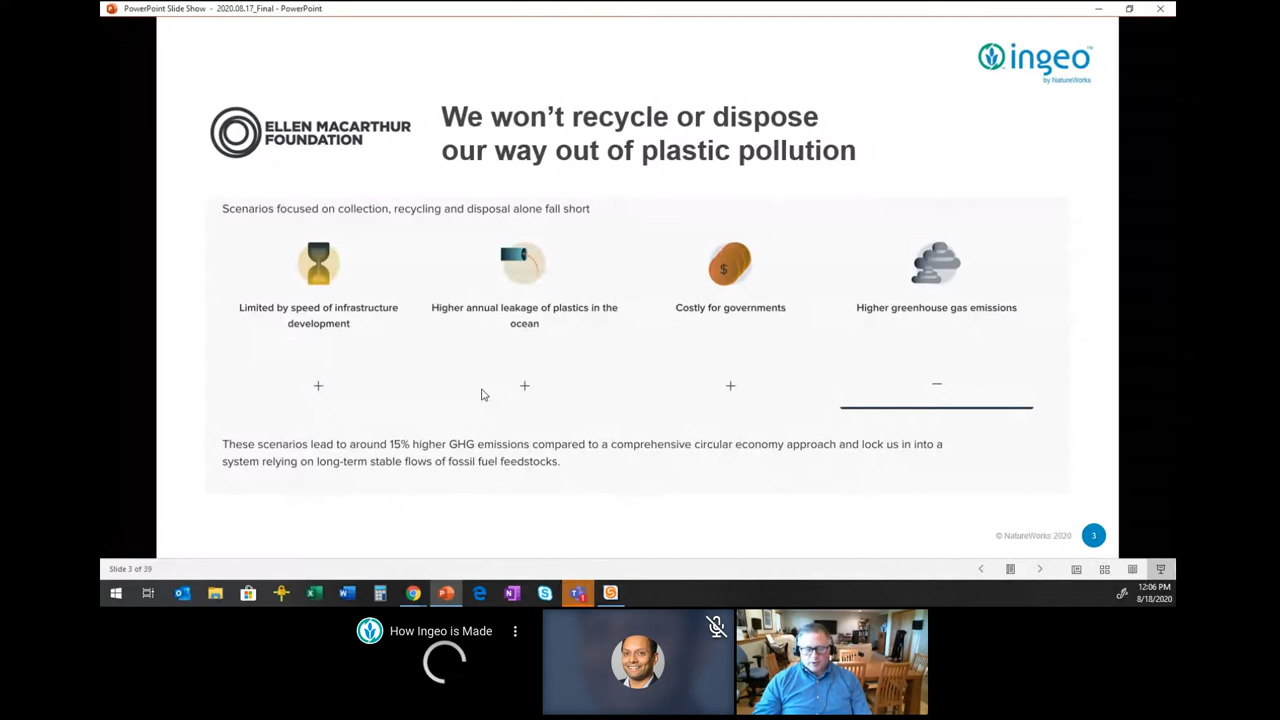 PowerPoint Slide Show - 2020.08.17_Final - PowerPoint
ingeo™
by NatureWorks
ELLEN MACARTHUR
FOUNDATION
We won’t recycle or dispose
our way out of plastic pollution
Scenarios focused on collection, recycling and disposal alone fall short
$
Limited by speed of infrastructure
development
Higher annual leakage of plastics in the
ocean
Costly for governments
Higher greenhouse gas emissions
+
+
+
−
These scenarios lead to around 15% higher GHG emissions compared to a comprehensive circular economy approach and lock us in into a
system relying on long-term stable flows of fossil fuel feedstocks.
© NatureWorks 2020
3
Slide 3 of 39
12:06 PM
8/18/2020
How Ingeo is Made